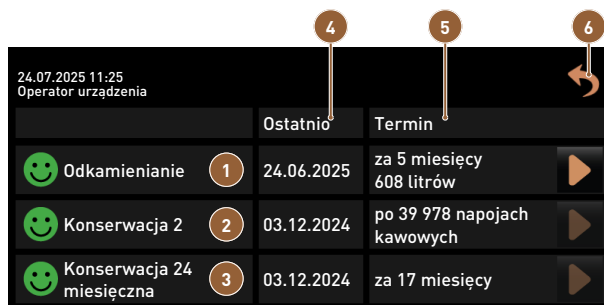 4
5
6
24.07.2025 11:25
Operator urządzenia
Ostatnio
Termin
Odkamienianie
1
24.06.2025
za 5 miesięcy
608 litrów
Konserwacja 2
2
03.12.2024
po 39 978 napojach
kawowych
Konserwacja 24
miesięczna
3
03.12.2024
za 17 miesięcy